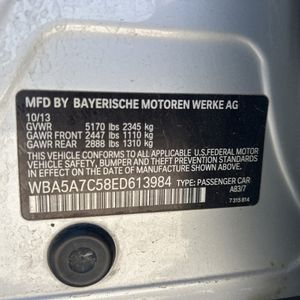 MFD BY BAYERISCHE MOTOREN WERKE AG
10/13
GVWR 5170 lbs 2345 kg
GAWR FRONT 2447 lbs 1110 kg
GAWR REAR 2888 lbs 1310 kg
THIS VEHICLE CONFORMS TO ALL APPLICABLE
U.S.FEDERAL MOTOR
VEHICLE SAFETY, BUMPER AND THEFT
PREVENTION STANDARDS IN EFFECT ON THE
DATE OF MANUFACTURE SHOWN ABOVE.
WBA5A7C58ED613984 TYPE: PASSENGER CAR
A83/7
7 315 814